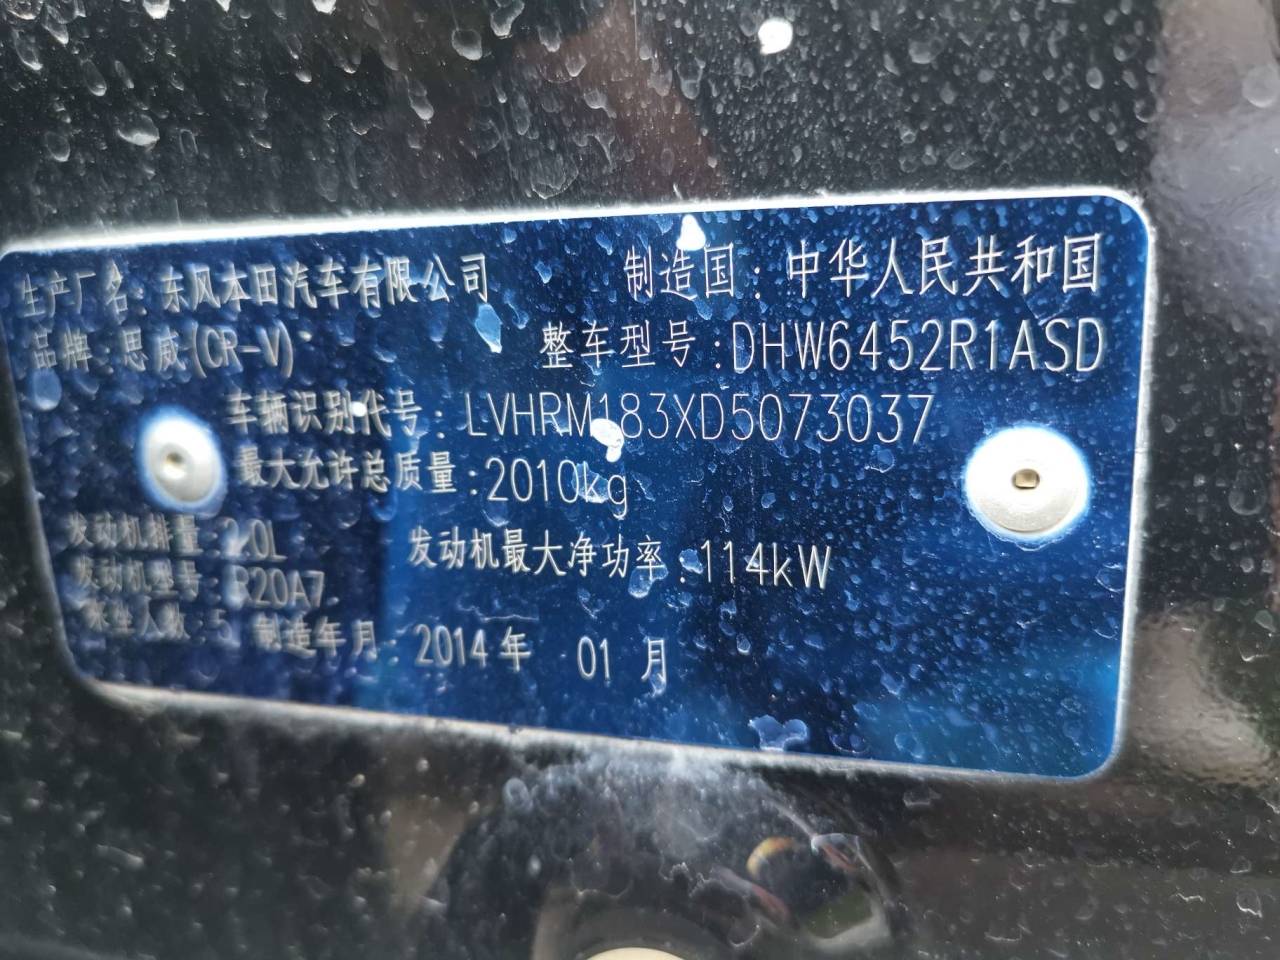 生产厂名:东风本田汽车有限公司 制造国:中华人民共和国
品牌:思威(CR-V) 整车型号:DHW6452R1ASD
车辆识别代号:LVHRM183XD5073037
最大允许总质量:2010kg
发动机排量:2.0L 发动机最大净功率:114kW
发动机型号:R20A7
乘坐人数:5 制造年月:2014年 01月